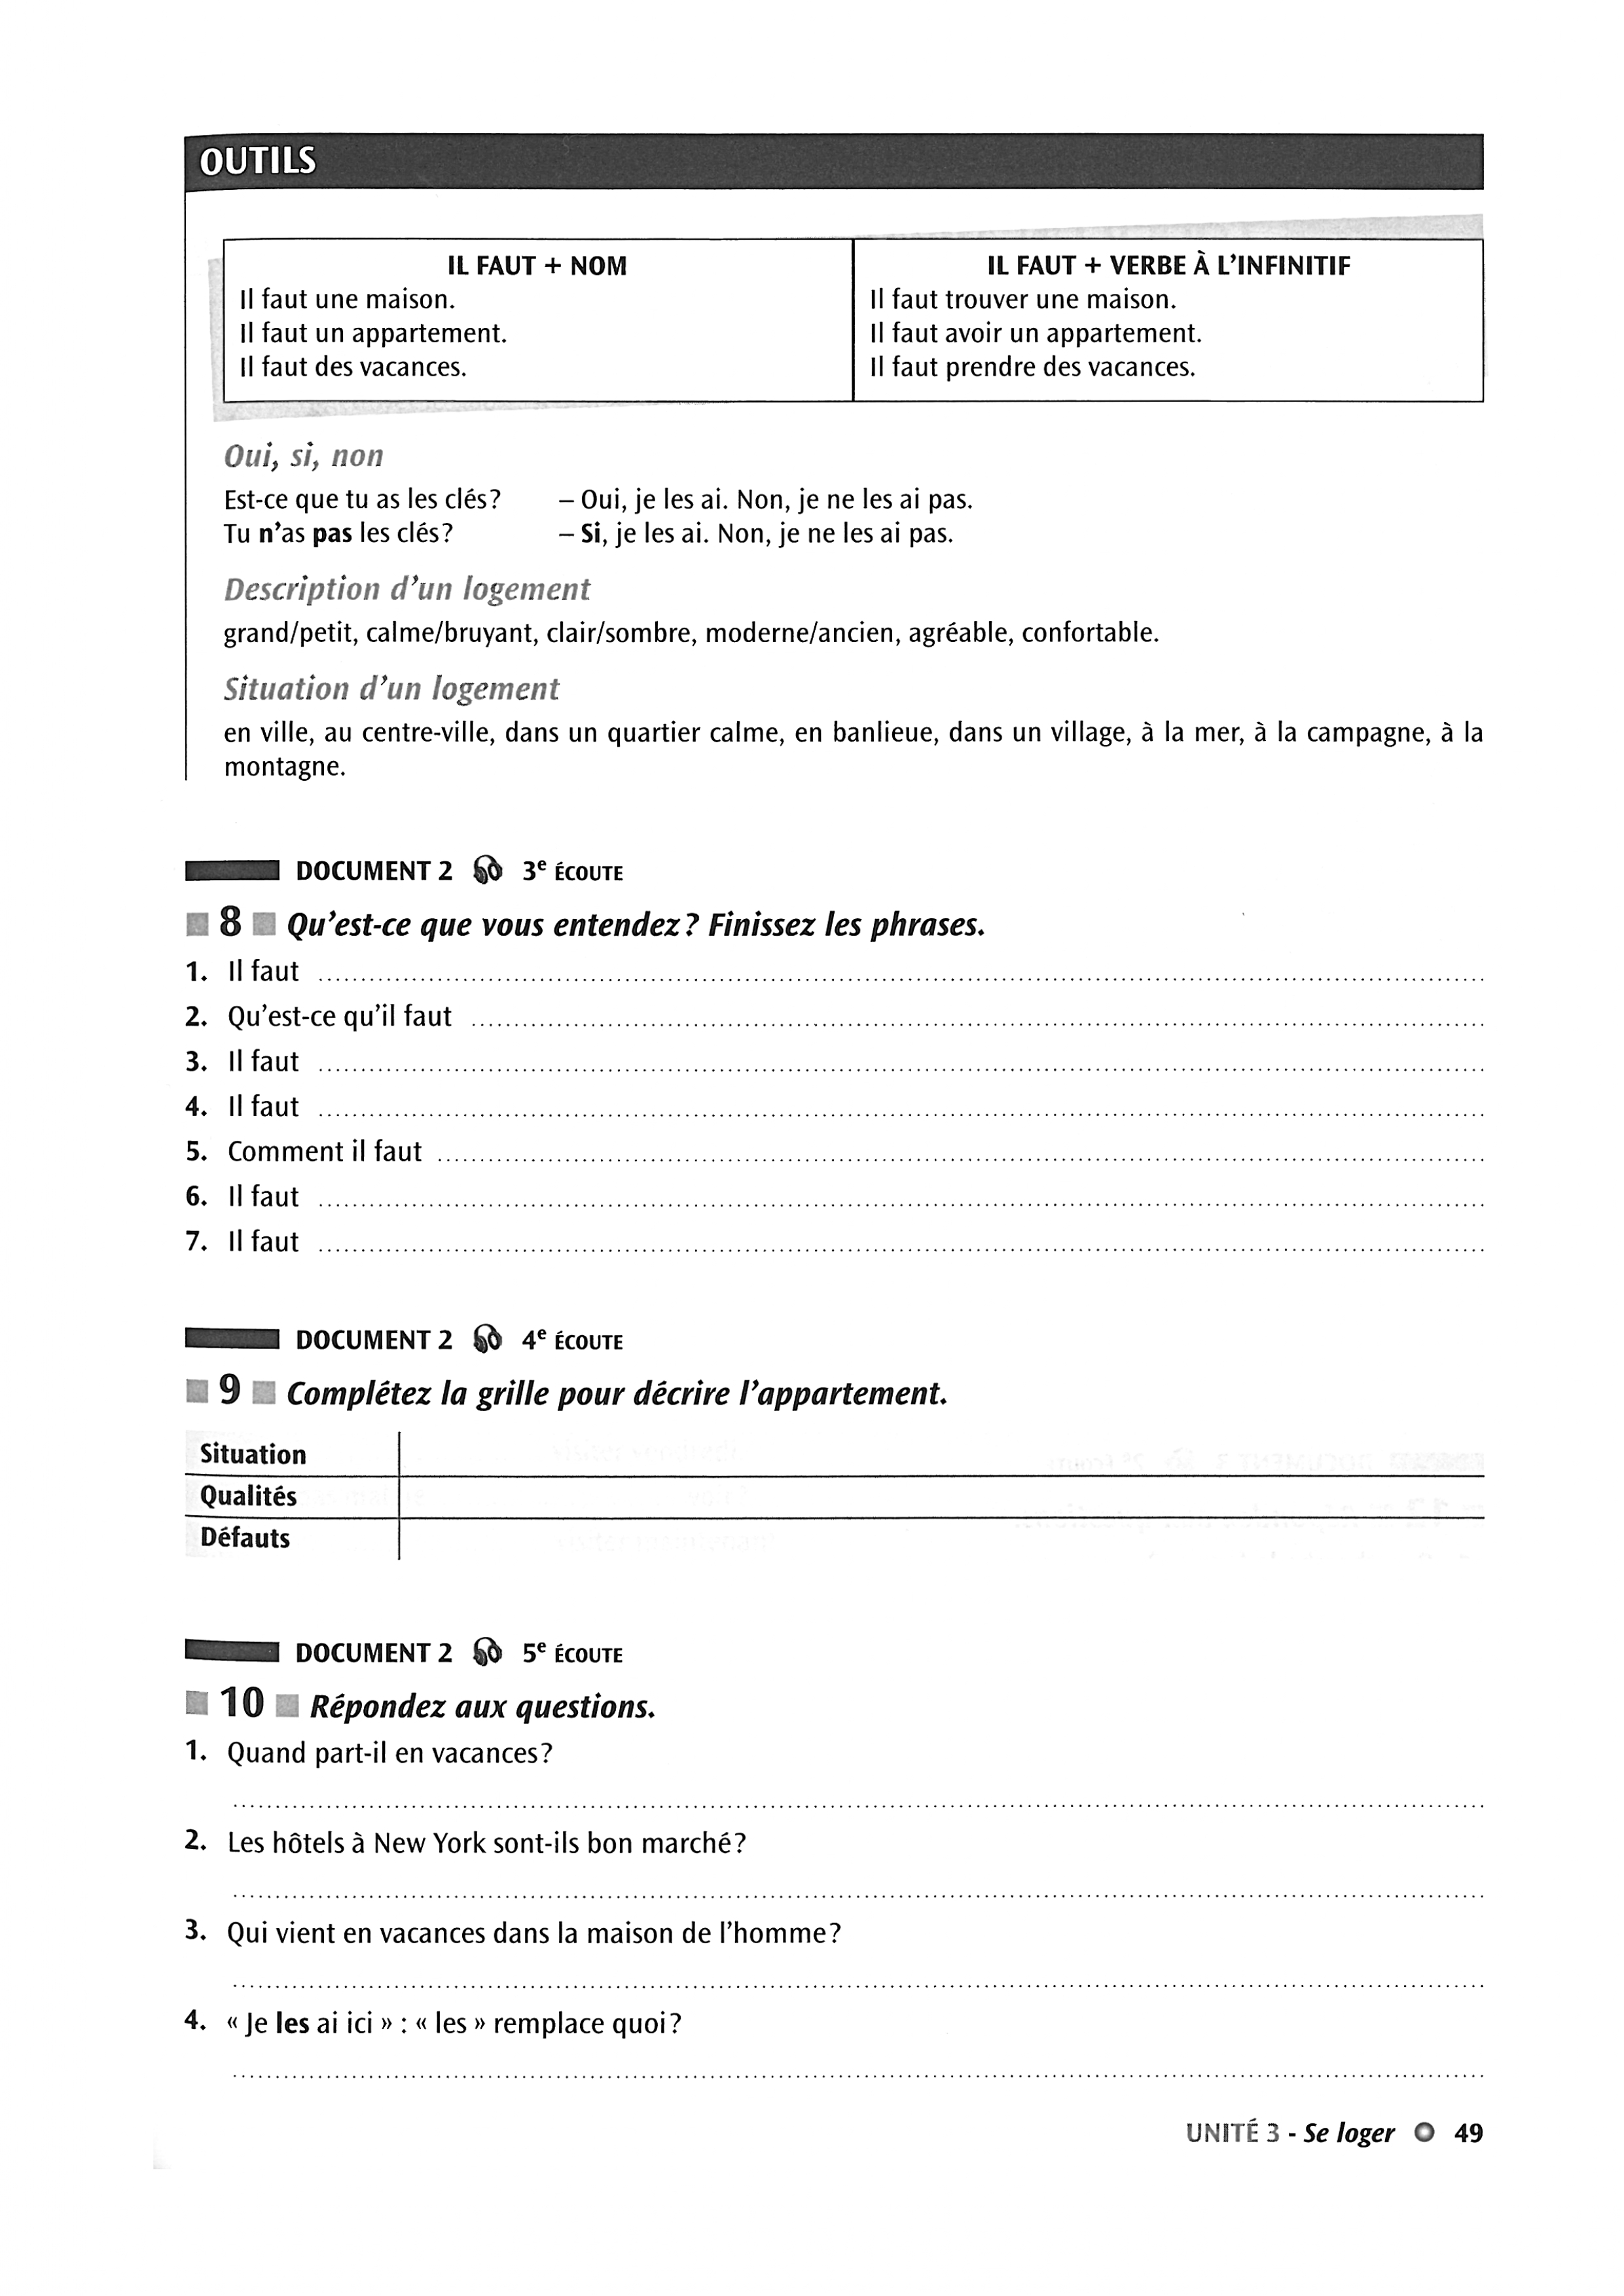 OUTILS
IL FAUT + NOM
Il faut une maison.
Il faut un appartement.
Il faut des vacances.
IL FAUT + VERBE À L'INFINITIF
Il faut trouver une maison.
Il faut avoir un appartement.
Il faut prendre des vacances.
Oui, si, non
Est-ce que tu as les clés? – Oui, je les ai. Non, je ne les ai pas.
Tu n'as pas les clés? – Si, je les ai. Non, je ne les ai pas.
Description d'un logement
grand/petit, calme/bruyant, clair/sombre, moderne/ancien, agréable, confortable.
Situation d'un logement
en ville, au centre-ville, dans un quartier calme, en banlieue, dans un village, à la mer, à la campagne, à la
montagne.
DOCUMENT 2 3e ÉCOUTE
8 Qu'est-ce que vous entendez? Finissez les phrases.
1. Il faut
2. Qu'est-ce qu'il faut
3. Il faut
4. Il faut
5. Comment il faut
6. Il faut
7. Il faut
DOCUMENT 2 4e ÉCOUTE
9 Complétez la grille pour décrire l'appartement.
Situation
Qualités
Défauts
DOCUMENT 2 5e ÉCOUTE
10 Répondez aux questions.
1. Quand part-il en vacances?
2. Les hôtels à New York sont-ils bon marché?
3. Qui vient en vacances dans la maison de l'homme?
4. « Je les ai ici » : « les » remplace quoi?
UNITÉ 3 - Se loger 49